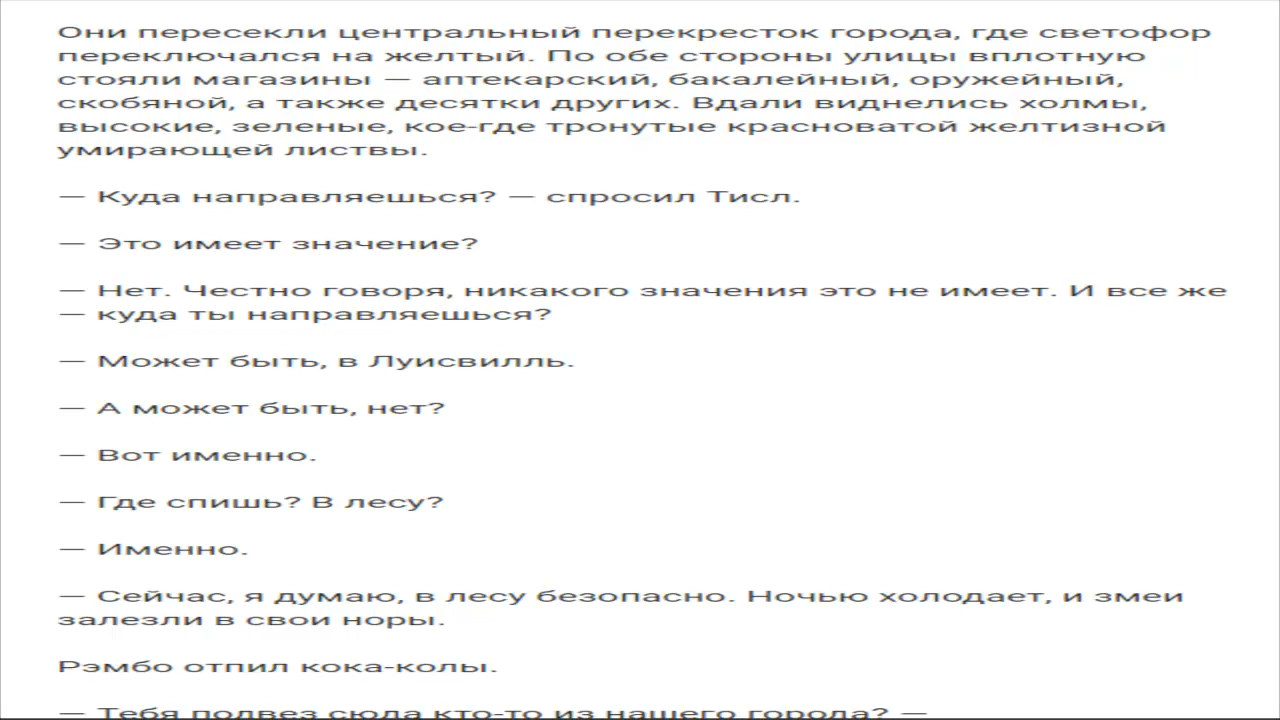 Они пересекли центральный перекресток города, где светофор
переключался на желтый. По обе стороны улицы вплотную
стояли магазины — аптекарский, бакалейный, оружейный,
скобяной, а также десятки других. Вдали виднелись холмы,
высокие, зеленые, кое-где тронутые красноватой желтизной
умирающей листвы.
— Куда направляешься? — спросил Тисл.
— Это имеет значение?
— Нет. Честно говоря, никакого значения это не имеет. И все же
— куда ты направляешься?
— Может быть, в Луисвилль.
— А может быть, нет?
— Вот именно.
— Где спишь? В лесу?
— Именно.
— Сейчас, я думаю, в лесу безопасно. Ночью холодает, и змеи
залезли в свои норы.
Рэмбо отпил кока-колы.
— Тебя подвез сюда кто-то из нашего города? —